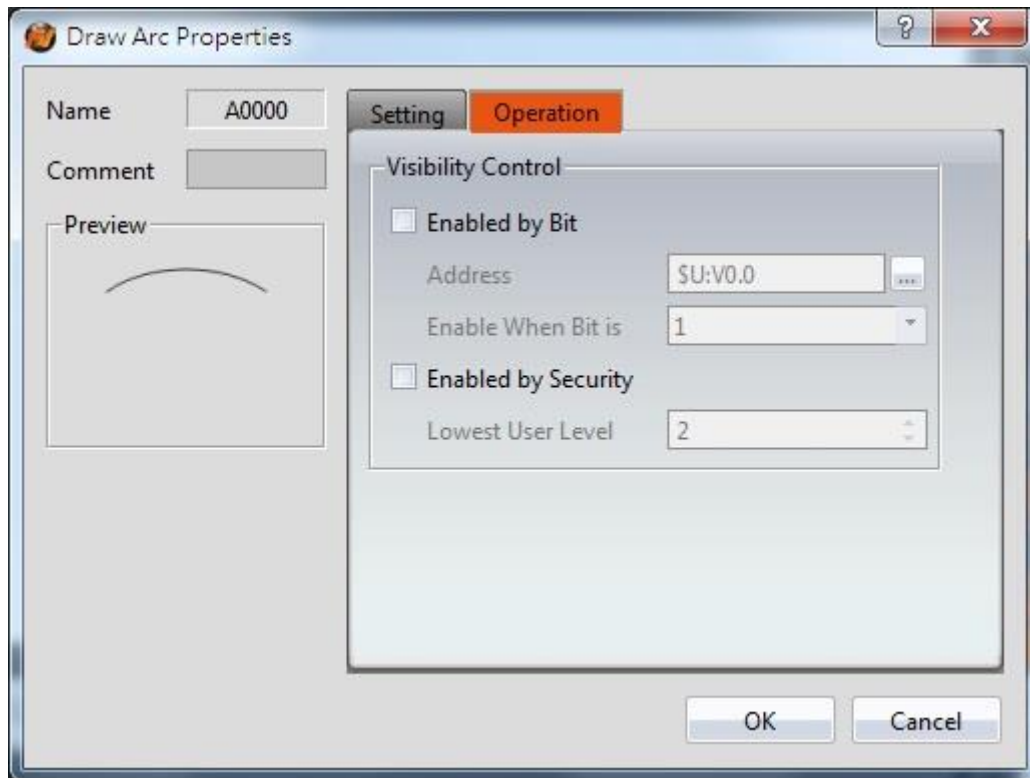 Draw Arc Properties
Name A0000
Comment
Preview
Setting Operation
Visibility Control
Enabled by Bit
Address $U:V0.0 ...
Enable When Bit is 1
Enabled by Security
Lowest User Level 2
OK Cancel